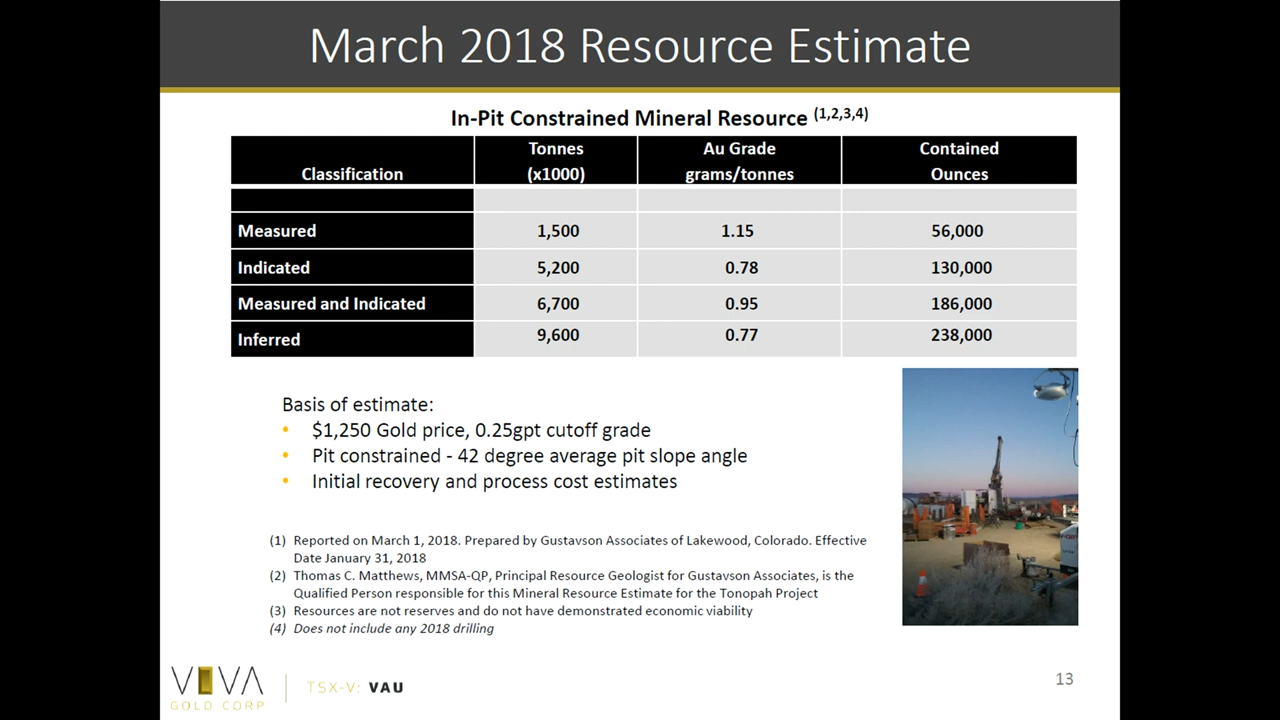 March 2018 Resource Estimate
In-Pit Constrained Mineral Resource (1,2,3,4)
Classification Tonnes (x1000) Au Grade grams/tonnes Contained Ounces
Measured 1,500 1.15 56,000
Indicated 5,200 0.78 130,000
Measured and Indicated 6,700 0.95 186,000
Inferred 9,600 0.77 238,000
Basis of estimate:
• $1,250 Gold price, 0.25gpt cutoff grade
• Pit constrained - 42 degree average pit slope angle
• Initial recovery and process cost estimates
(1) Reported on March 1, 2018. Prepared by Gustavson Associates of Lakewood, Colorado. Effective
Date January 31, 2018
(2) Thomas C. Matthews, MMSA-QP, Principal Resource Geologist for Gustavson Associates, is the
Qualified Person responsible for this Mineral Resource Estimate for the Tonopah Project
(3) Resources are not reserves and do not have demonstrated economic viability
(4) Does not include any 2018 drilling
VIVA
GOLD CORP
TSX-V: VAU
13